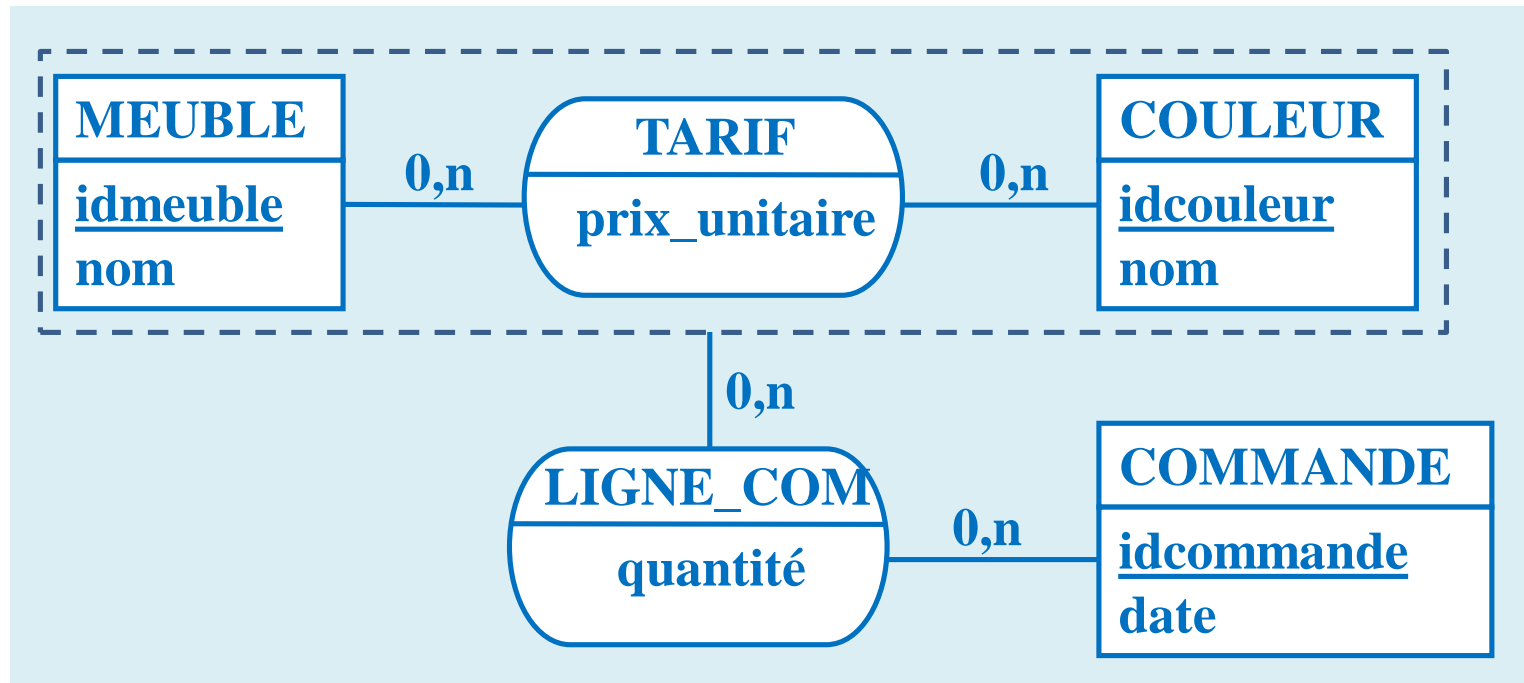 MEUBLE
idmeuble
nom
0,n
TARIF
prix_unitaire
0,n
COULEUR
idcouleur
nom
0,n
LIGNE_COM
quantité
0,n
COMMANDE
idcommande
date